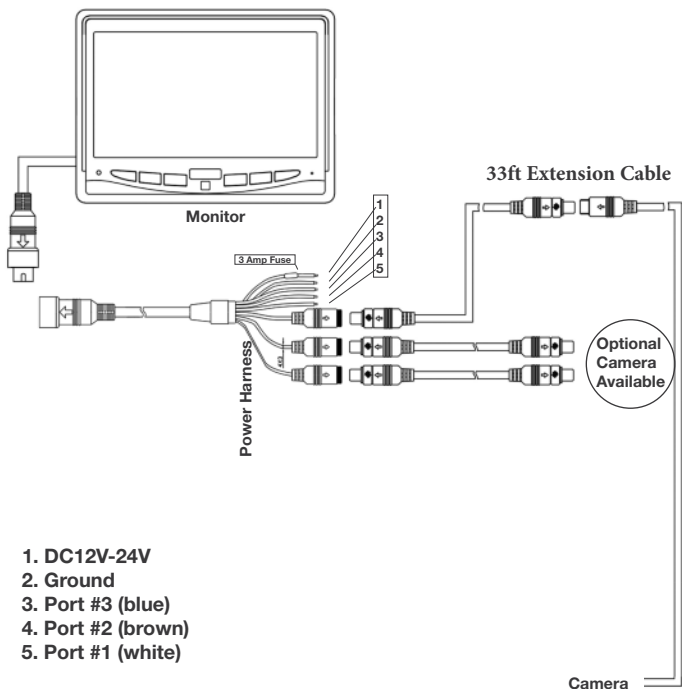 33ft Extension Cable
Monitor
1
2
3
4
5
3 Amp Fuse
Power Harness
Optional
Camera
Available
1. DC12V-24V
2. Ground
3. Port #3 (blue)
4. Port #2 (brown)
5. Port #1 (white)
Camera